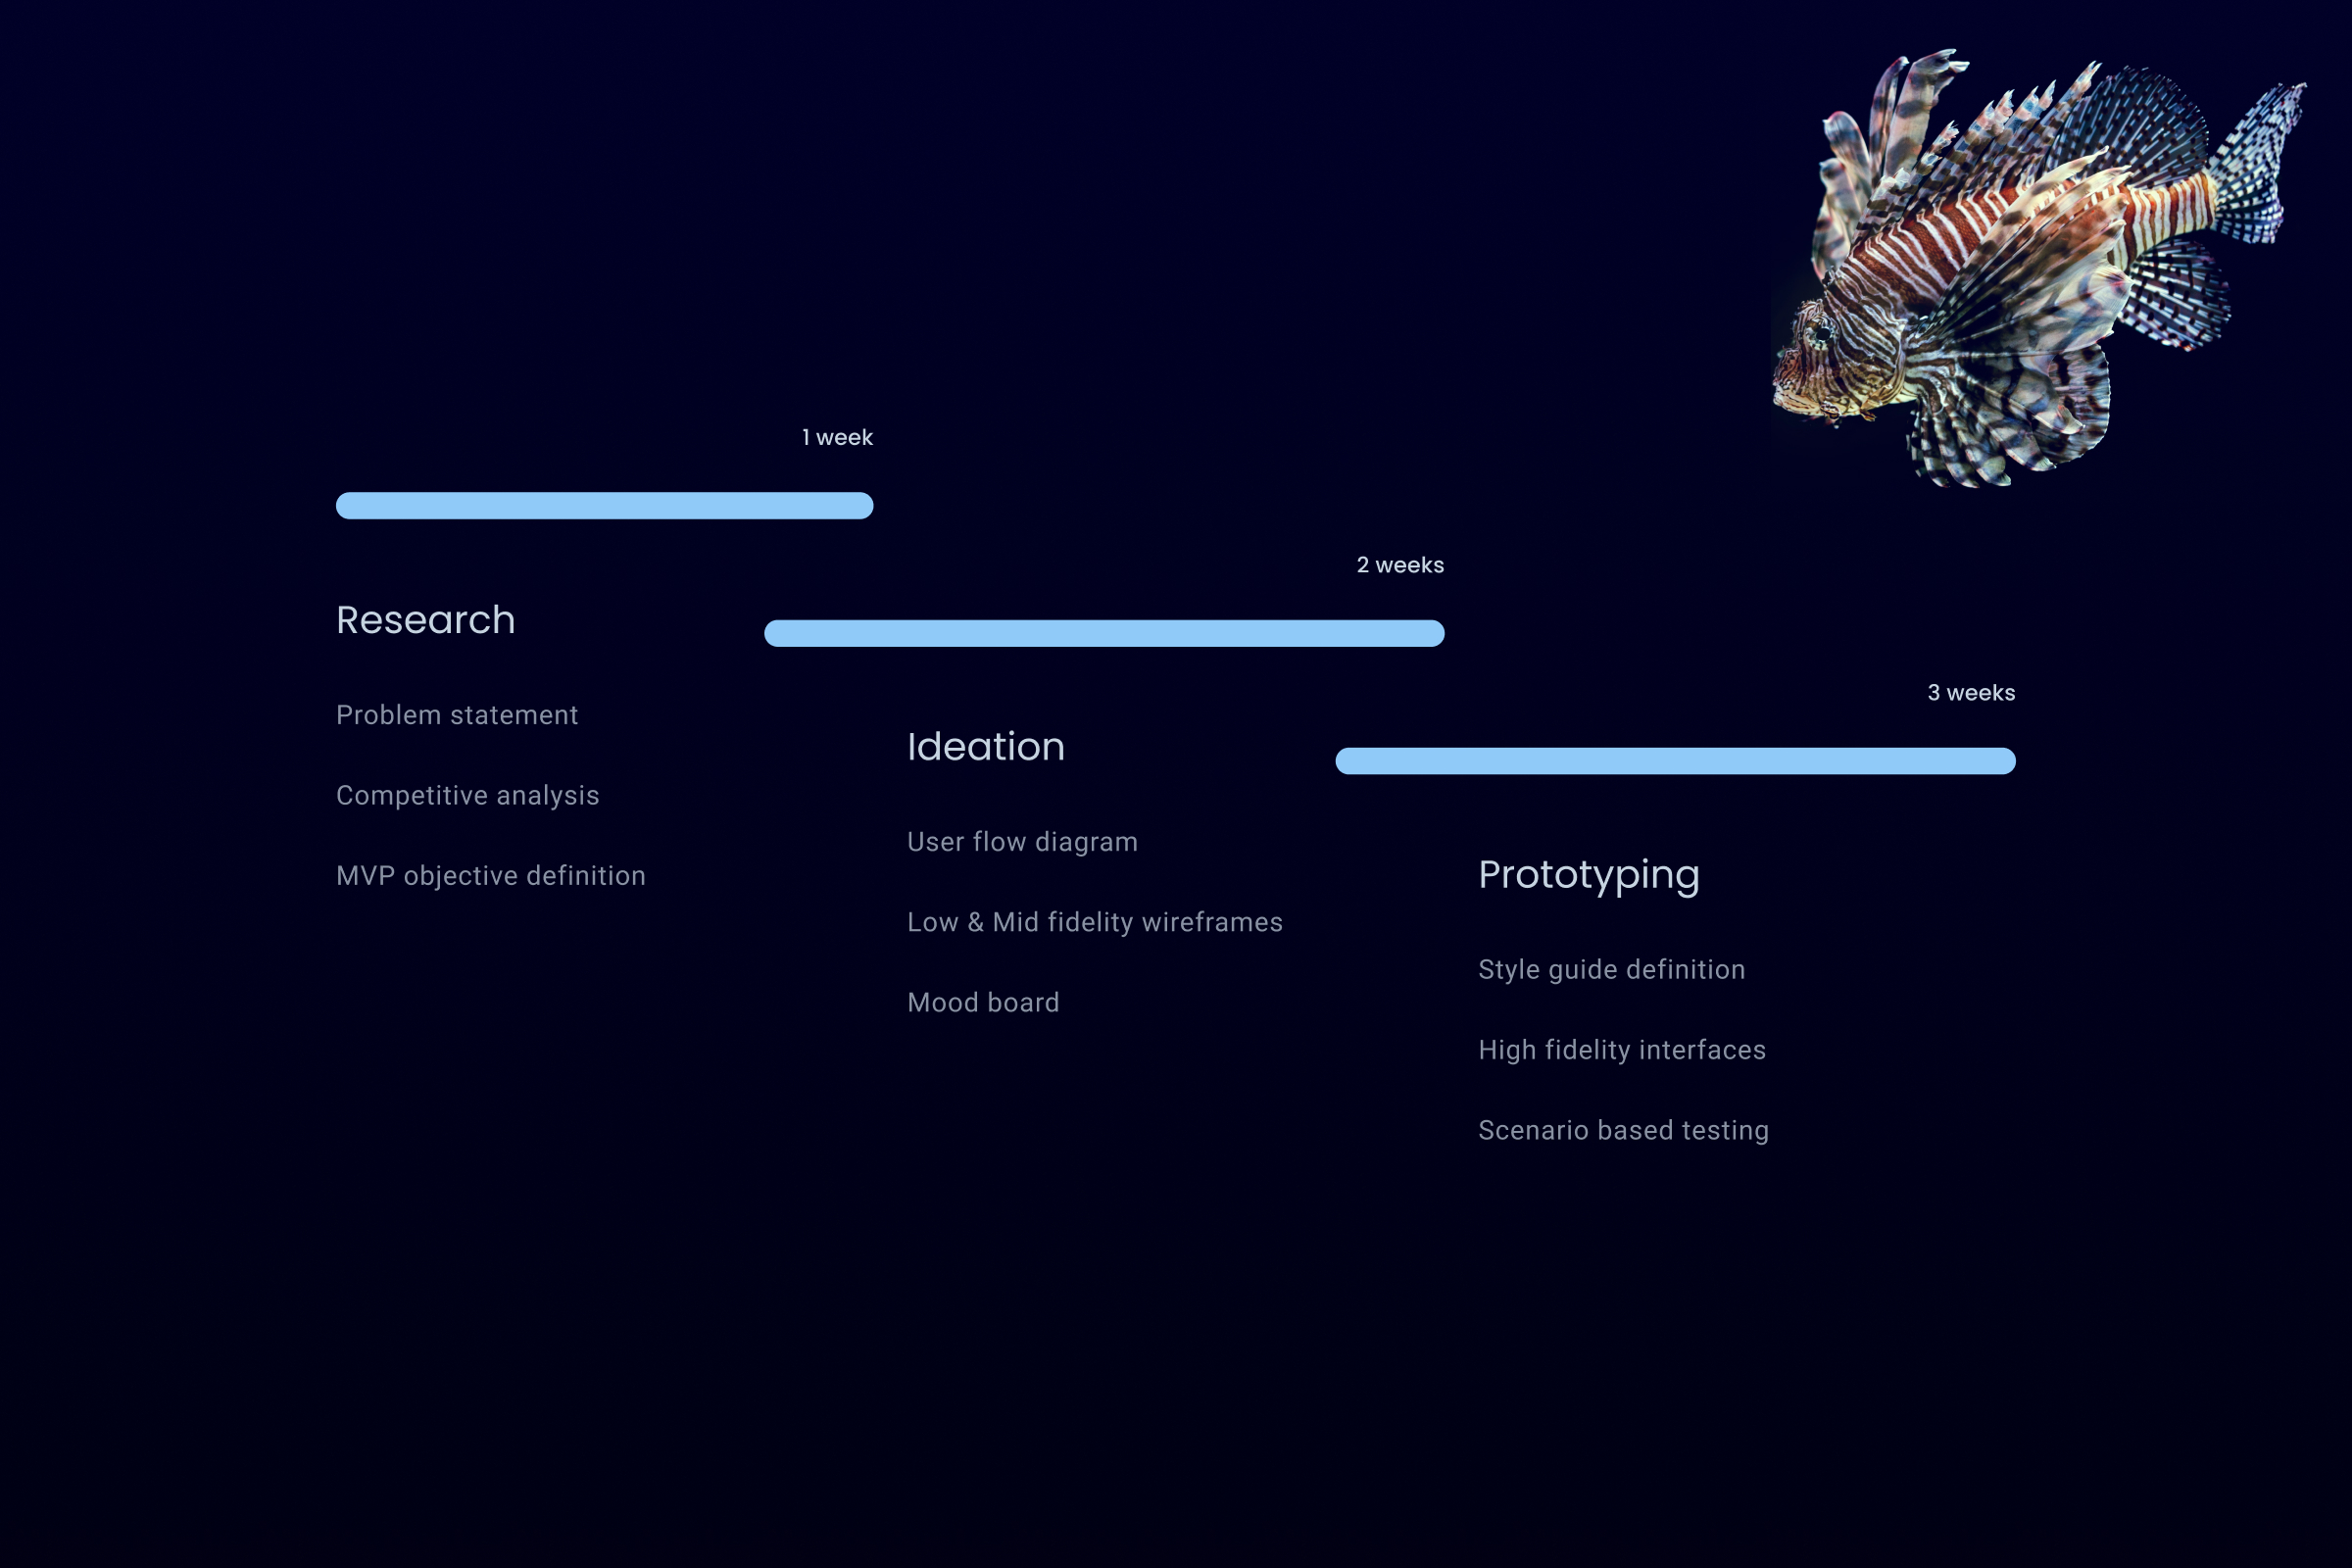 1 week
Research
Problem statement
Competitive analysis
MVP objective definition
2 weeks
Ideation
User flow diagram
Low & Mid fidelity wireframes
Mood board
3 weeks
Prototyping
Style guide definition
High fidelity interfaces
Scenario based testing